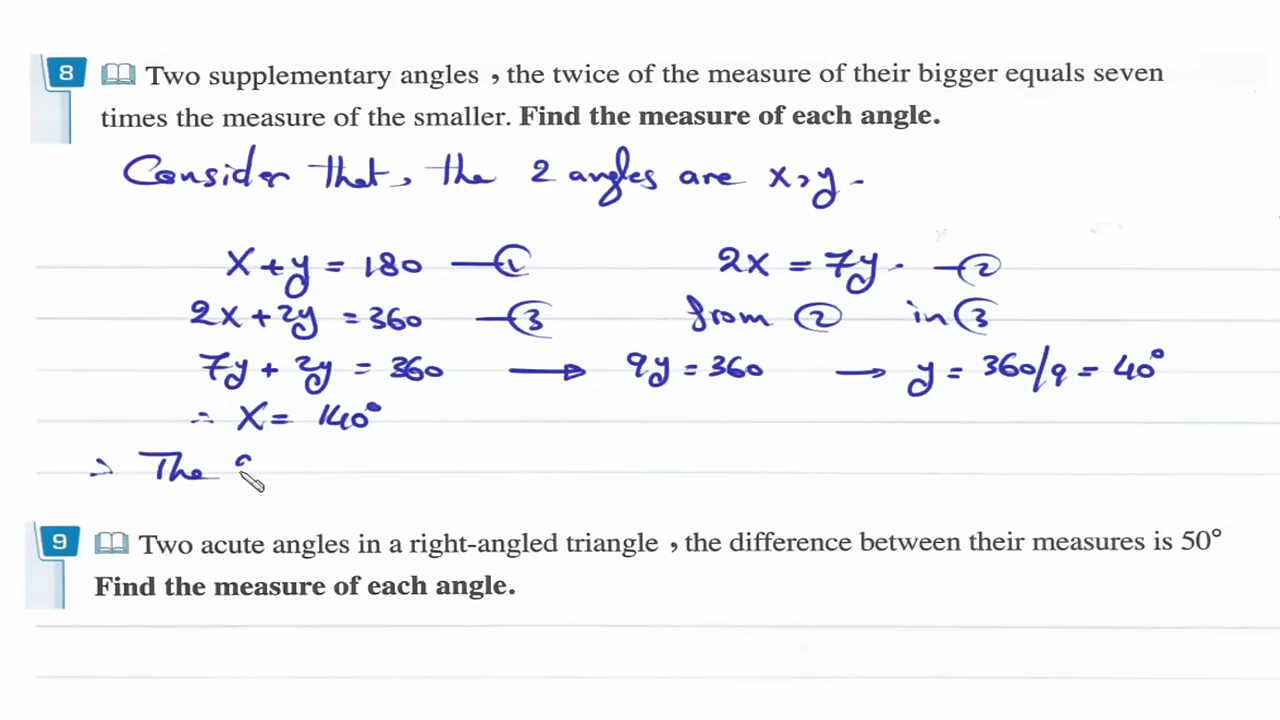 8 Two supplementary angles , the twice of the measure of their bigger equals seven
times the measure of the smaller. Find the measure of each angle.
Consider that, the 2 angles are x, y.
x + y = 180 — ① 2x = 7y. — ②
2x + 2y = 360 — ③ from ② in ③
7y + 2y = 360 → 9y = 360 → y = 360/9 = 40°
∴ x = 140°
∴ The
9 Two acute angles in a right-angled triangle , the difference between their measures is 50°
Find the measure of each angle.